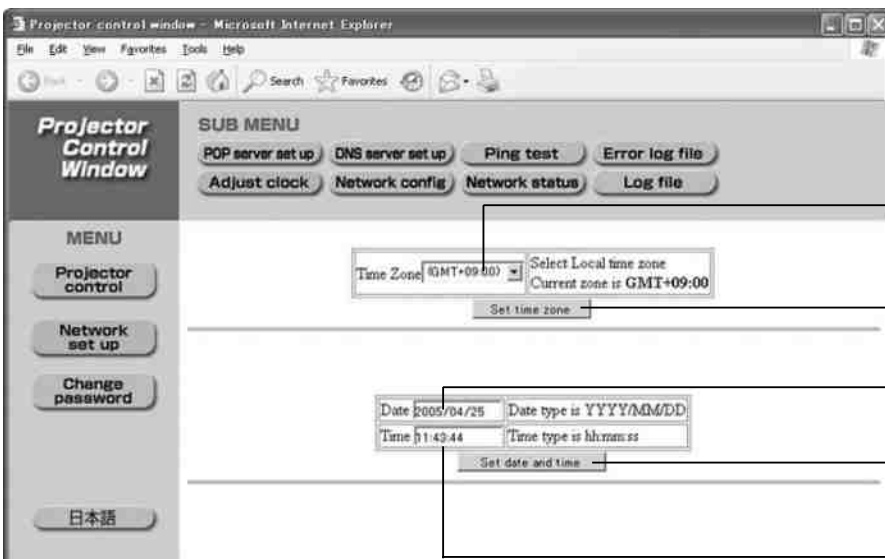 Projector control window - Microsoft Internet Explorer
File Edit View Favorites Tools Help
Back Search Favorites
Projector Control Window
SUB MENU
POP server set up DNS server set up Ping test Error log file
Adjust clock Network config Network status Log file
MENU
Projector control
Network set up
Change password
日本語
Time Zone (GMT+09:00) Select Local time zone
Current zone is GMT+09:00
Set time zone
Date 2005/04/25 Date type is YYYY/MM/DD
Time 11:43:44 Time type is hh:mm:ss
Set date and time